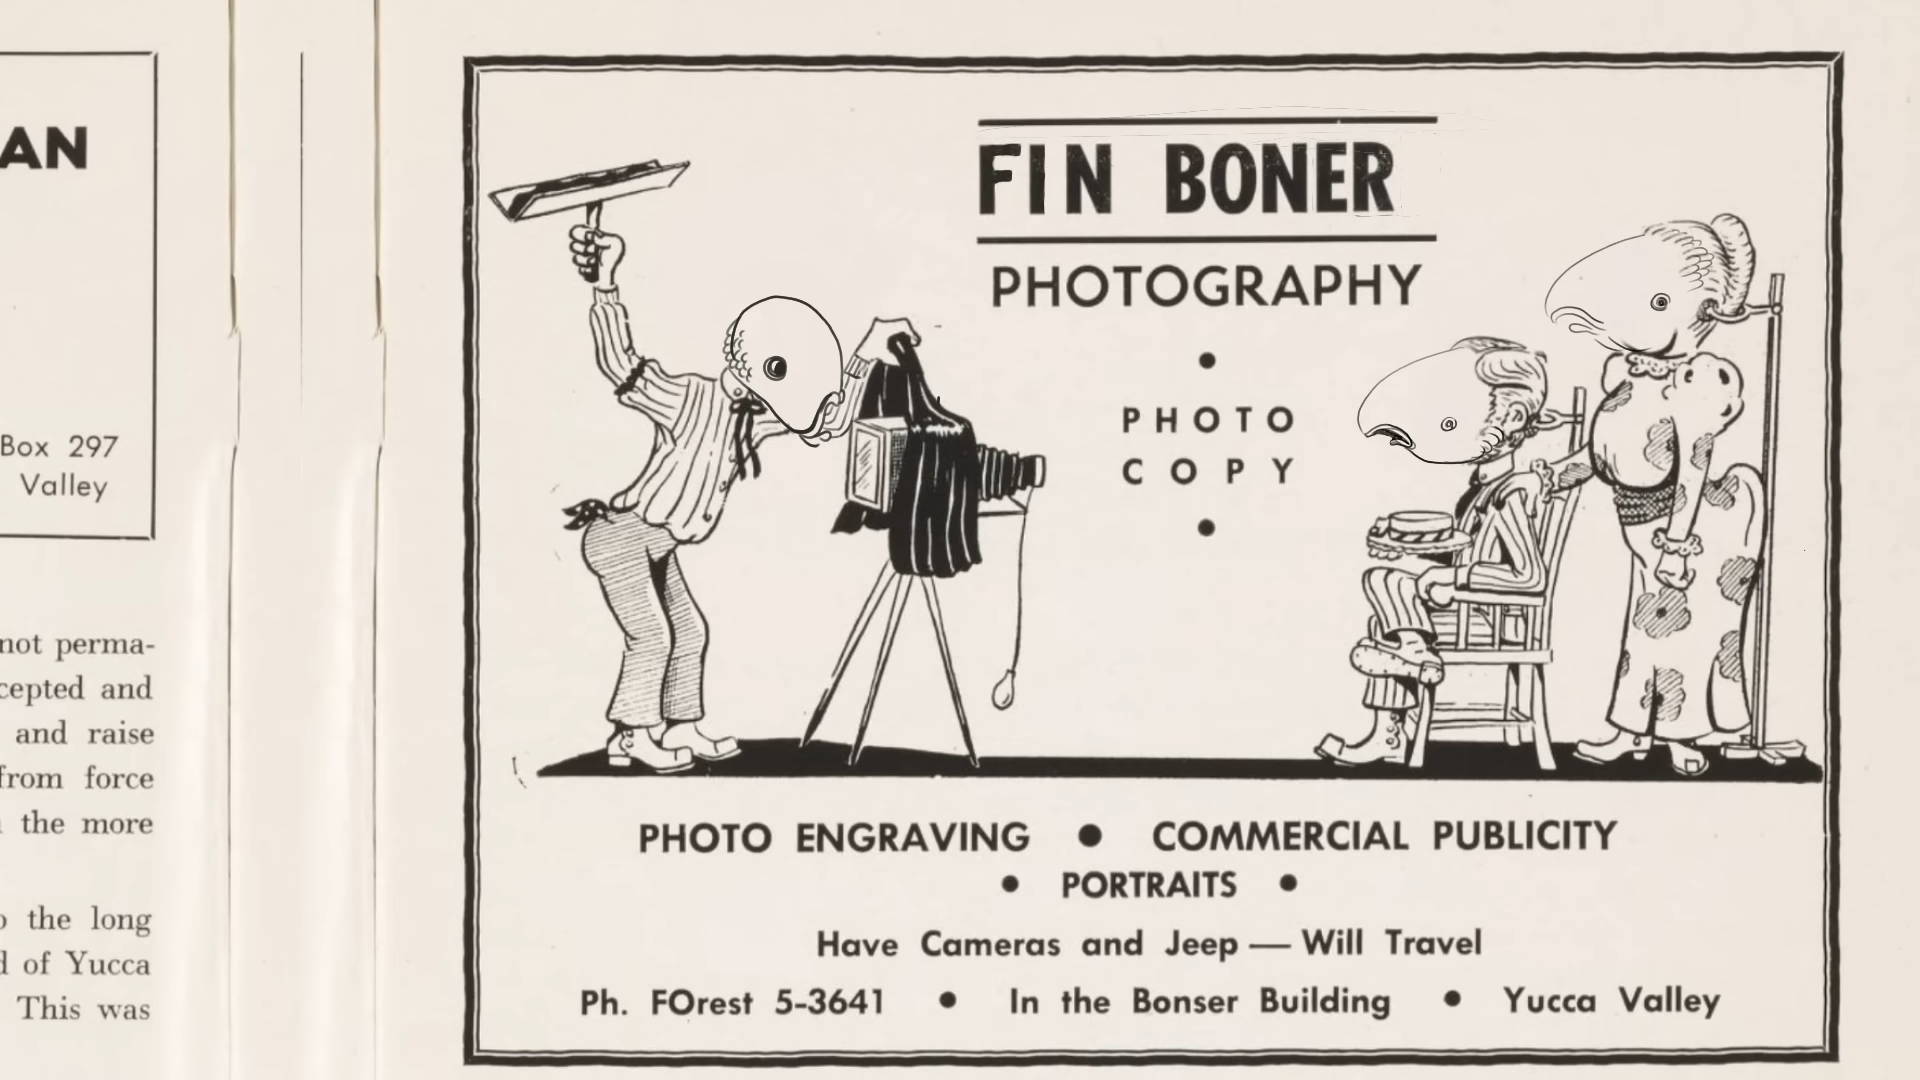 AN
Box 297
Valley
not perma-
cepted and
and raise
from force
the more
the long
of Yucca
This was
FIN BONER
PHOTOGRAPHY
•
PHOTO
COPY
•
PHOTO ENGRAVING • COMMERCIAL PUBLICITY
• PORTRAITS •
Have Cameras and Jeep — Will Travel
Ph. FOrest 5-3641 • In the Bonser Building • Yucca Valley